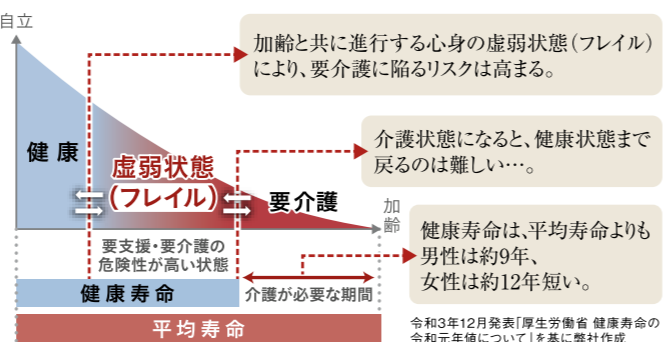 自立
加齢と共に進行する心身の虚弱状態(フレイル)
により、要介護に陥るリスクは高まる。
健康
虚弱状態
(フレイル)
要介護
介護状態になると、健康状態まで
戻るのは難しい…。
加齢
要支援・要介護の
危険性が高い状態
健康寿命
介護が必要な期間
平均寿命
健康寿命は、平均寿命よりも
男性は約9年、
女性は約12年短い。
令和3年12月発表「厚生労働省 健康寿命の
令和元年値について」を基に弊社作成